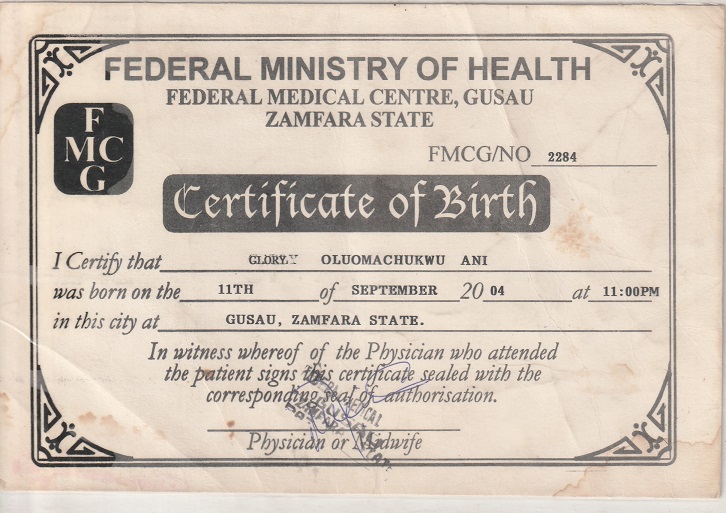 FEDERAL MINISTRY OF HEALTH
FEDERAL MEDICAL CENTRE, GUSAU
ZAMFARA STATE
F
MC
G
FMCG/NO 2284
Certificate of Birth
I Certify that GLORY OLUOMACHUKWU ANI
was born on the 11TH of SEPTEMBER 20 04 at 11:00PM
in this city at GUSAU, ZAMFARA STATE.
In witness whereof of the Physician who attended
the patient signs this certificate sealed with the
corresponding seal of authorisation.
Physician or Midwife